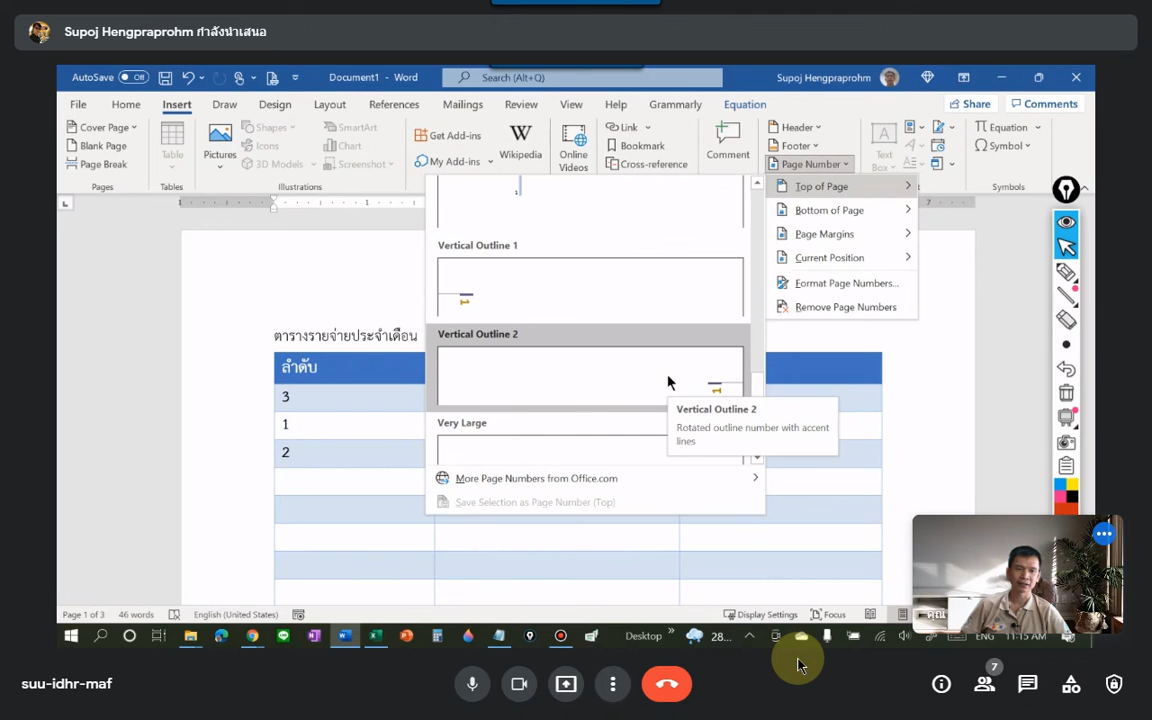 Supoj Hengpraprohm กำลังนำเสนอ
AutoSave Off Document1 - Word Search (Alt+Q) Supoj Hengpraprohm
File Home Insert Draw Design Layout References Mailings Review View Help Grammarly Equation Share Comments
Cover Page
Blank Page
Page Break
Pages
Table
Tables
Pictures
Shapes
Icons
3D Models
SmartArt
Chart
Screenshot
Illustrations
Get Add-ins
My Add-ins
Wikipedia
Online
Videos
Link
Bookmark
Cross-reference
Comment
Header
Footer
Page Number
Text
Box
Equation
Symbol
Symbols
Top of Page
Bottom of Page
Page Margins
Current Position
Format Page Numbers...
Remove Page Numbers
Vertical Outline 1
1
Vertical Outline 2
1
Vertical Outline 2
Rotated outline number with accent
lines
Very Large
More Page Numbers from Office.com
Save Selection as Page Number (Top)
ตารางรายจ่ายประจำเดือน
ลำดับ
3
1
2
Page 1 of 3 46 words English (United States) Display Settings Focus
Desktop 28... ENG 11:15 AM
suu-idhr-maf
7